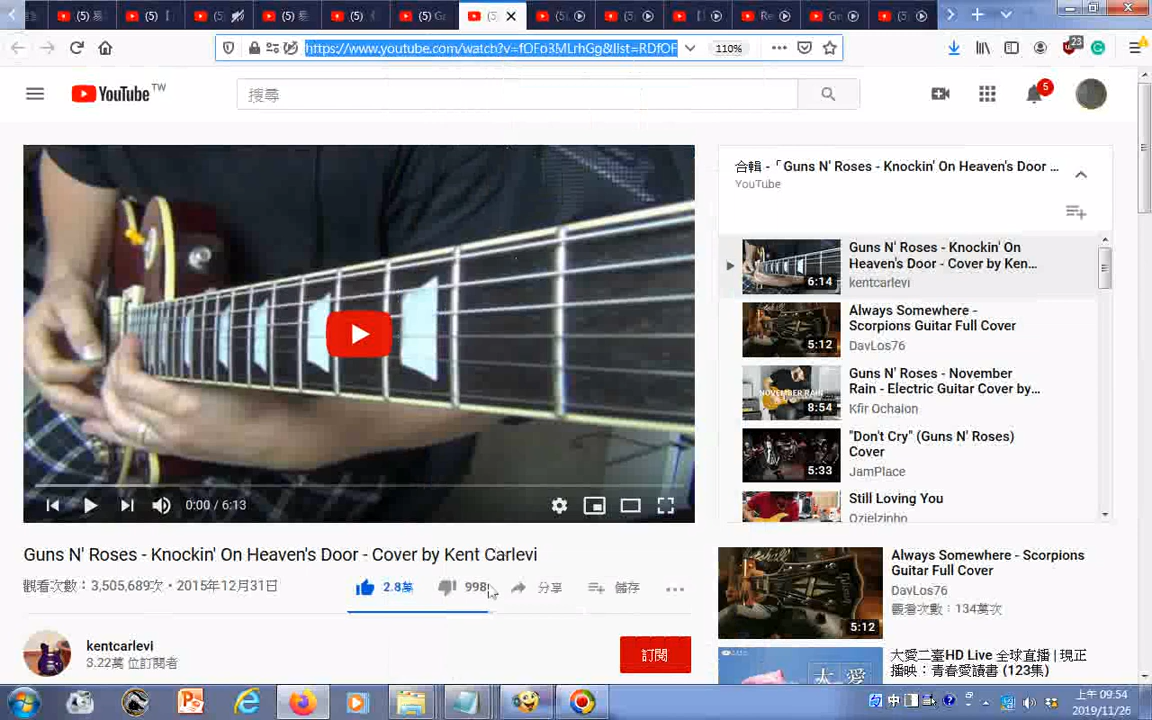 https://www.youtube.com/watch?v=fOFo3MLrhGg&list=RDfOF
110%
23
YouTube TW
搜尋
5
合輯 -「Guns N' Roses - Knockin' On Heaven's Door ...
YouTube
Guns N' Roses - Knockin' On
Heaven's Door - Cover by Ken...
kentcarlevi
6:14
Always Somewhere -
Scorpions Guitar Full Cover
DavLos76
5:12
Guns N' Roses - November
Rain - Electric Guitar Cover by...
Kfir Ochaion
NOVEMBER RAIN
8:54
"Don't Cry" (Guns N' Roses)
Cover
JamPlace
5:33
Still Loving You
Ozielzinho
0:00 / 6:13
Guns N' Roses - Knockin' On Heaven's Door - Cover by Kent Carlevi
觀看次數：3,505,689次・2015年12月31日
2.8萬
998
分享
儲存
kentcarlevi
3.22萬 位訂閱者
訂閱
Always Somewhere - Scorpions
Guitar Full Cover
DavLos76
觀看次數：134萬次
5:12
大愛二臺HD Live 全球直播 | 現正
播映：青春愛讀書 (123集)
大愛
中
上午 09:54
2019/11/26